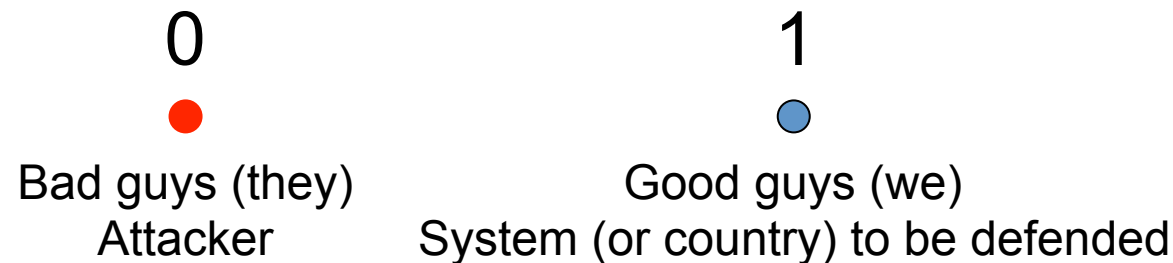 0 1
Bad guys (they) Good guys (we)
Attacker System (or country) to be defended